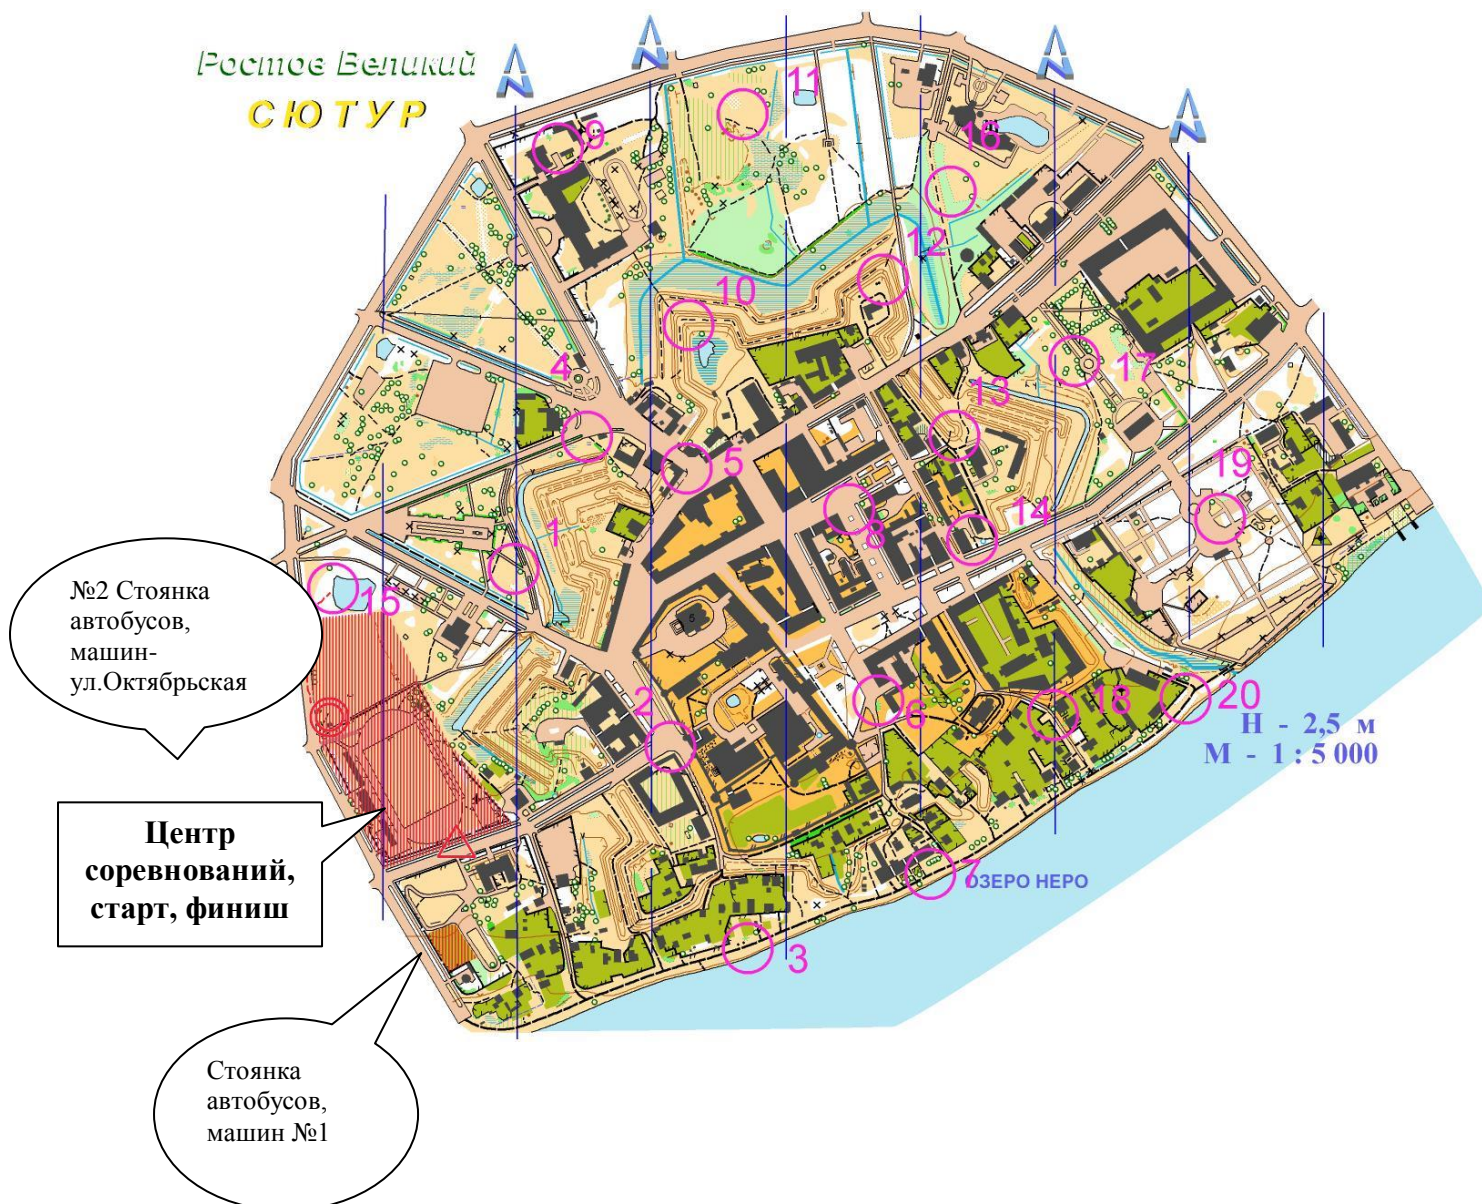 Ростов Великий
СЮТУР
N
N
N
N
11
9
16
12
10
4
13
17
5
19
8
14
1
15
№2 Стоянка
автобусов,
машин-
ул.Октябрьская
2
6
18
20
Н - 2,5 м
М - 1 : 5 000
Центр
соревнований,
старт, финиш
7
ОЗЕРО НЕРО
3
Стоянка
автобусов,
машин №1